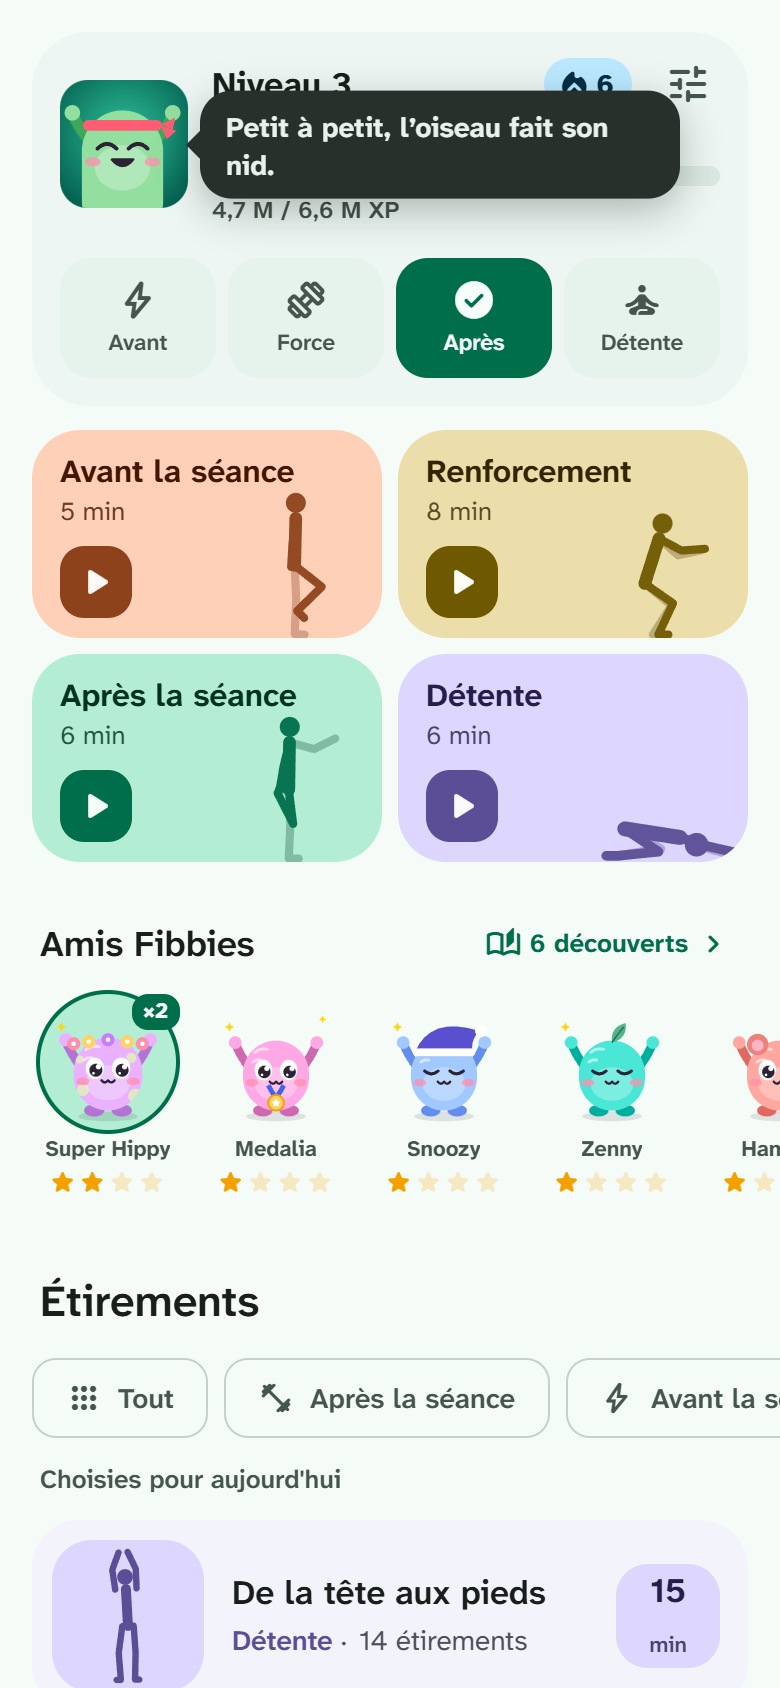 Niveau 3
6
Petit à petit, l’oiseau fait son
nid.
4,7 M / 6,6 M XP
Avant
Force
Après
Détente
Avant la séance
5 min
Renforcement
8 min
Après la séance
6 min
Détente
6 min
Amis Fibbies
6 découverts
×2
Super Hippy
Medalia
Snoozy
Zenny
Han
Étirements
Tout
Après la séance
Avant la s
Choisies pour aujourd'hui
De la tête aux pieds
Détente · 14 étirements
15
min